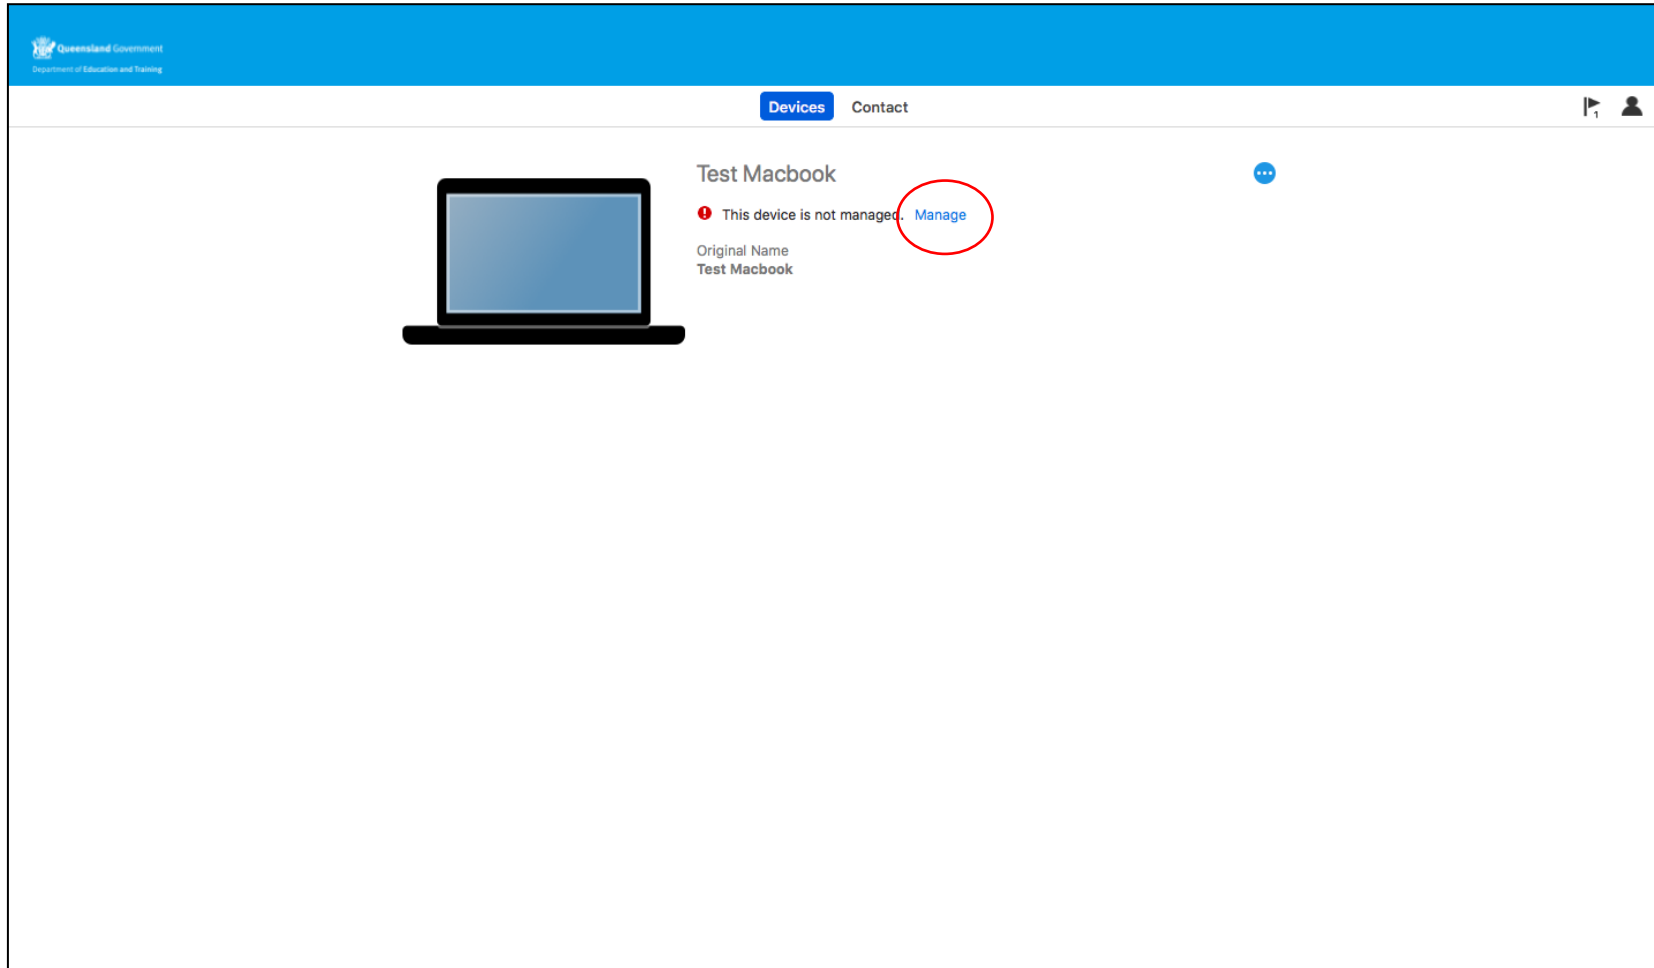 Queensland Government
Department of Education and Training
Devices Contact
1
Test Macbook
This device is not managed. Manage
Original Name
Test Macbook